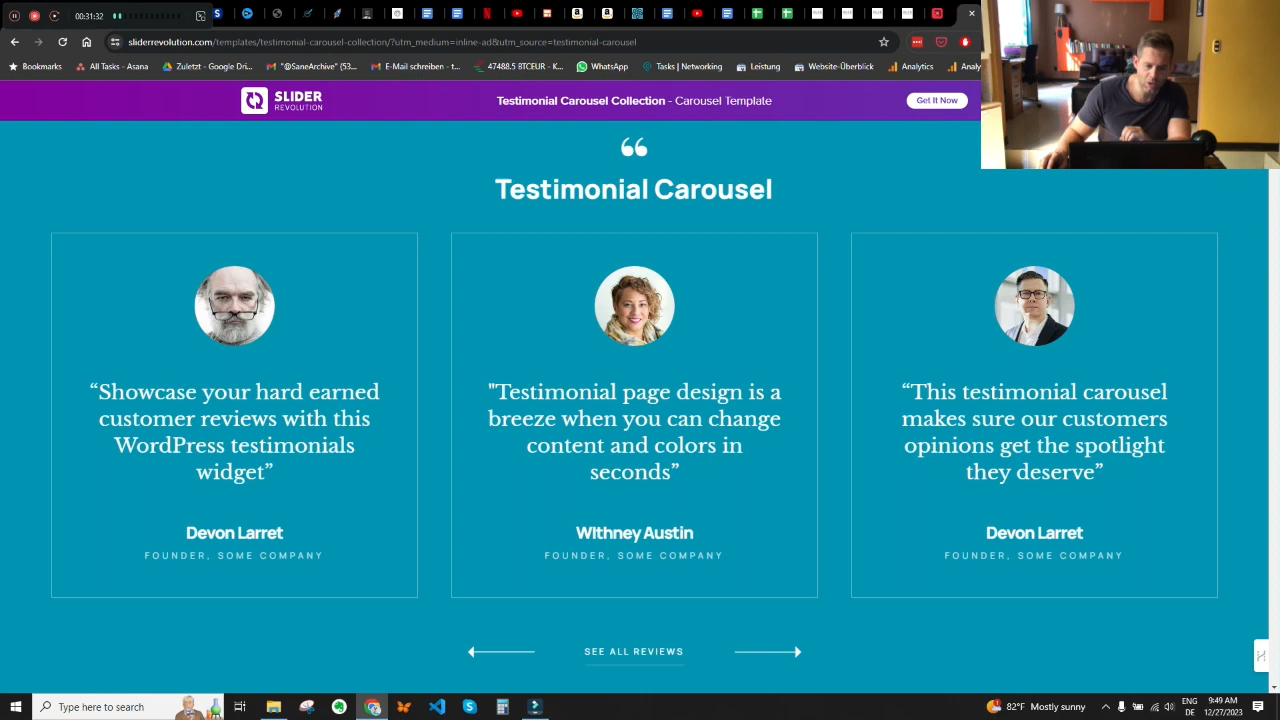 00:31:32
sliderrevolution.com/templates/testimonial-carousel-collection/?utm_medium=inline-ad&utm_source=testimonial-carousel
Bookmarks
All Tasks - Asana
Zuletzt - Google Dri...
"BesamerArchive" (53...
E-Mail schreiben - t...
WhatsApp
Tasks | Networking
Leistung
Website-Überblick
Analytics
Analy
SLIDER
REVOLUTION
Testimonial Carousel Collection - Carousel Template
Get It Now
Testimonial Carousel
“Showcase your hard earned
customer reviews with this
WordPress testimonials
widget”
Devon Larret
FOUNDER, SOME COMPANY
"Testimonial page design is a
breeze when you can change
content and colors in
seconds”
WIthney Austin
FOUNDER, SOME COMPANY
“This testimonial carousel
makes sure our customers
opinions get the spotlight
they deserve”
Devon Larret
FOUNDER, SOME COMPANY
SEE ALL REVIEWS
Type here to search
82°F Mostly sunny
ENG
DE
9:49 AM
12/27/2023